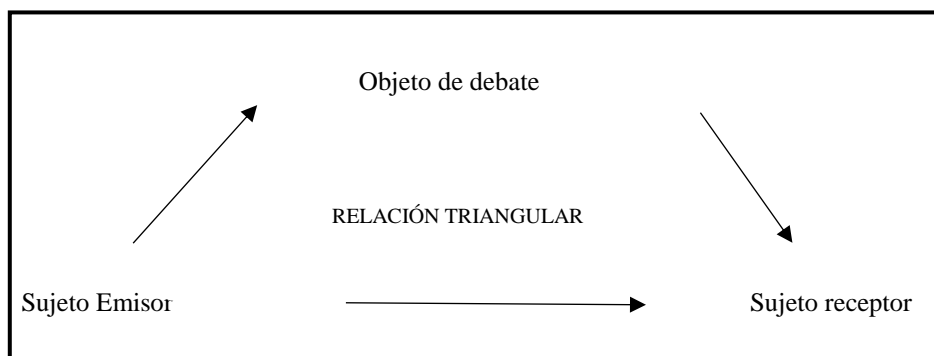 Objeto de debate
RELACIÓN TRIANGULAR
Sujeto Emisor
Sujeto receptor